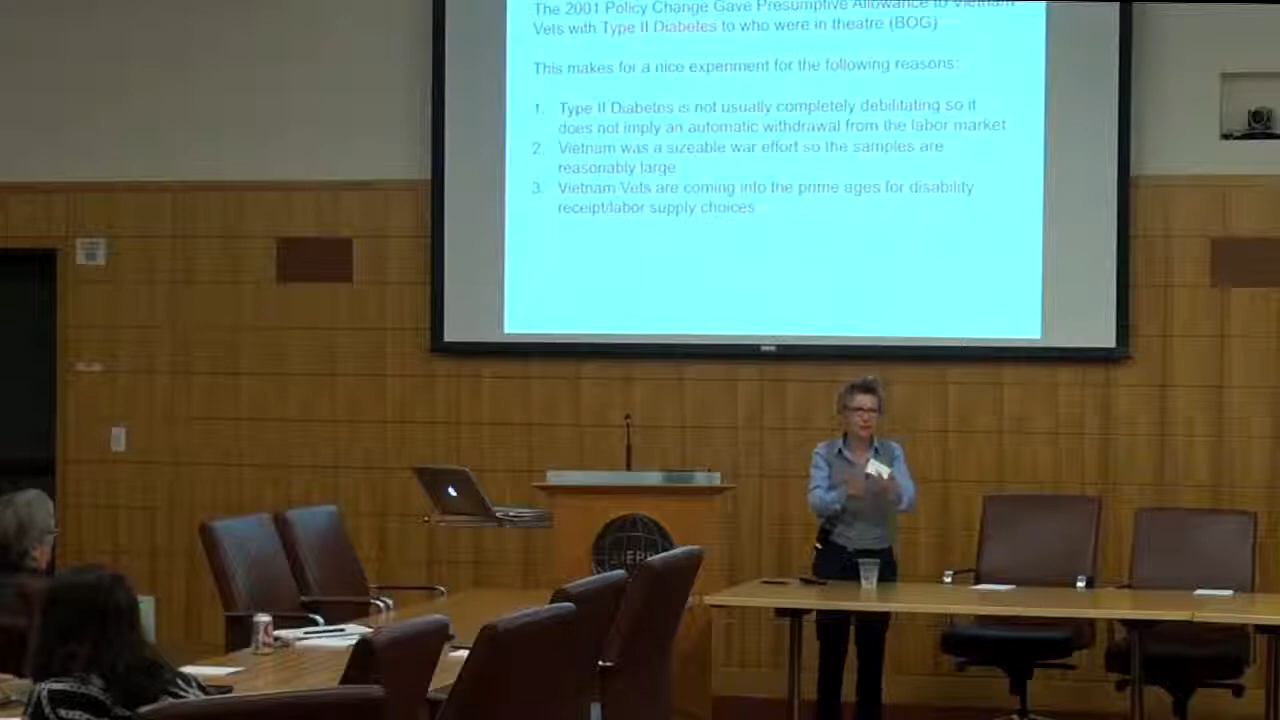 The 2001 Policy Change Gave Presumptive Allowance to Vietnam
Vets with Type II Diabetes to who were in theatre (BOG)
This makes for a nice experiment for the following reasons:
1. Type II Diabetes is not usually completely debilitating so it
does not imply an automatic withdrawal from the labor market
2. Vietnam was a sizeable war effort so the samples are
reasonably large
3. Vietnam Vets are coming into the prime ages for disability
receipt/labor supply choices
SIEPR